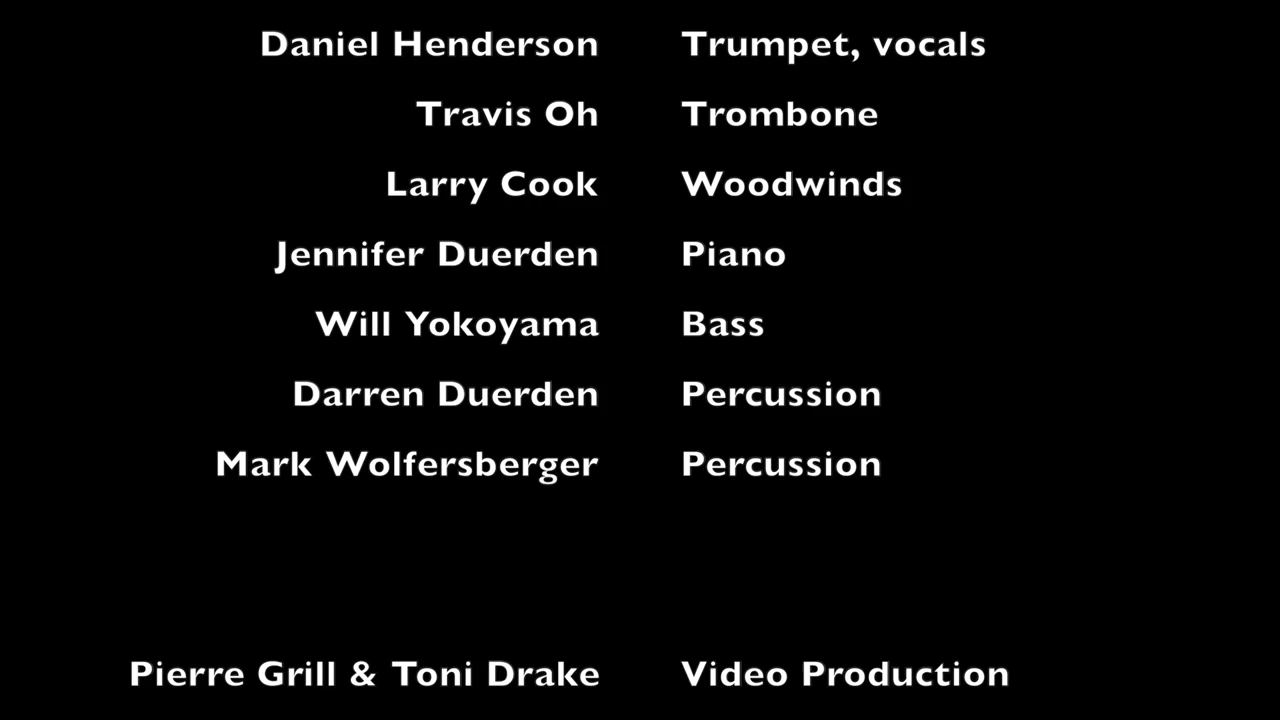 Daniel Henderson Trumpet, vocals
Travis Oh Trombone
Larry Cook Woodwinds
Jennifer Duerden Piano
Will Yokoyama Bass
Darren Duerden Percussion
Mark Wolfersberger Percussion
Pierre Grill & Toni Drake Video Production